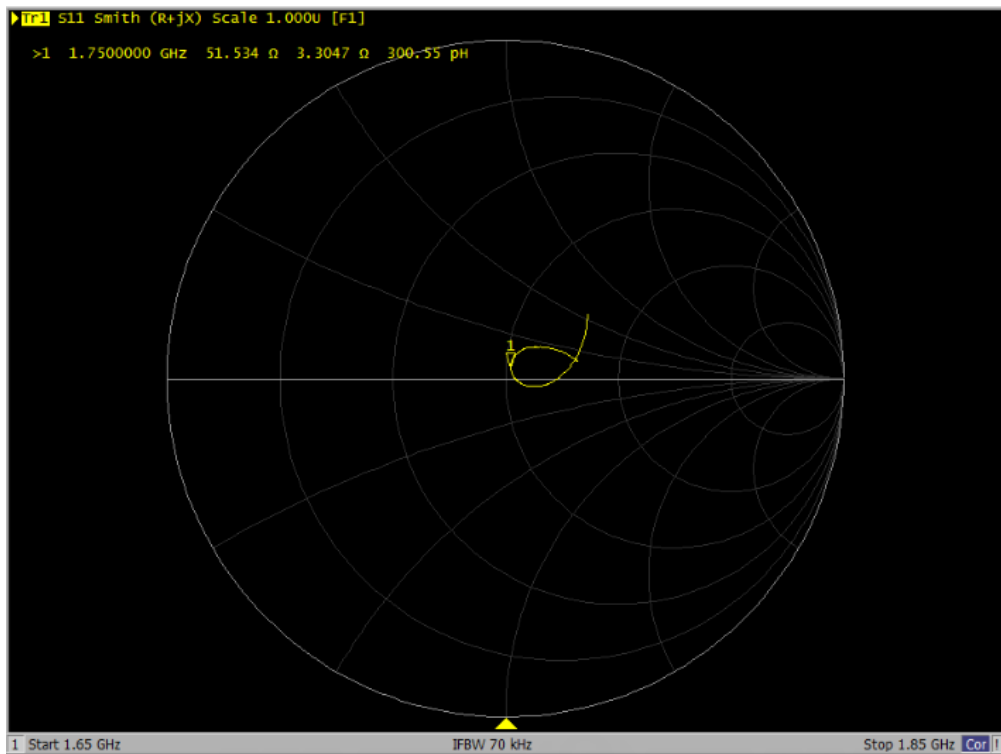 Tr1 S11 Smith (R+jX) Scale 1.000U [F1]
>1 1.7500000 GHz 51.534 Ω 3.3047 Ω 300.55 pH
1
1 Start 1.65 GHz IFBW 70 kHz Stop 1.85 GHz Cor